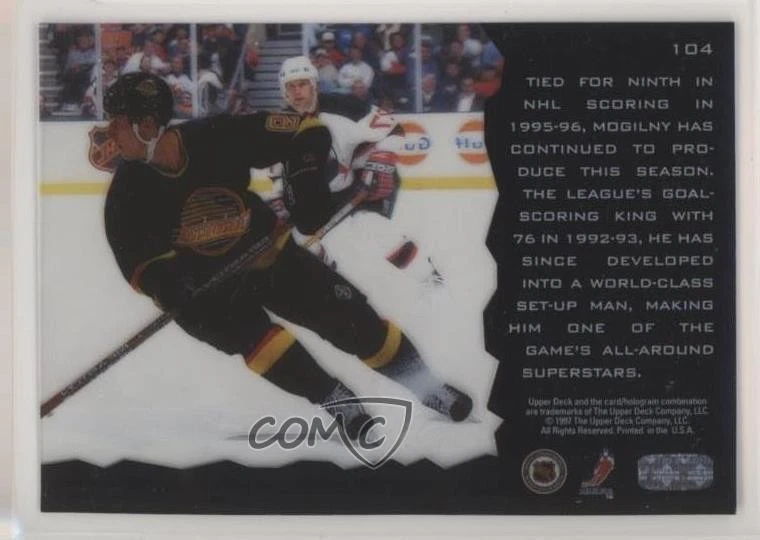 104
TIED FOR NINTH IN
NHL SCORING IN
1995-96, MOGILNY HAS
CONTINUED TO PRO-
DUCE THIS SEASON.
THE LEAGUE'S GOAL-
SCORING KING WITH
76 IN 1992-93, HE HAS
SINCE DEVELOPED
INTO A WORLD-CLASS
SET-UP MAN, MAKING
HIM ONE OF THE
GAME'S ALL-AROUND
SUPERSTARS.
Upper Deck and the card/hologram combination
are trademarks of The Upper Deck Company, LLC.
© 1997 The Upper Deck Company, LLC.
All Rights Reserved. Printed in the U.S.A.
COMC